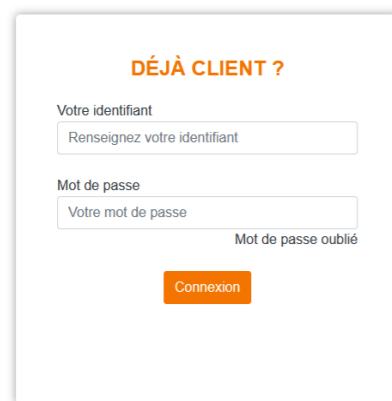 DÉJÀ CLIENT ?
Votre identifiant
Renseignez votre identifiant
Mot de passe
Votre mot de passe
Mot de passe oublié
Connexion